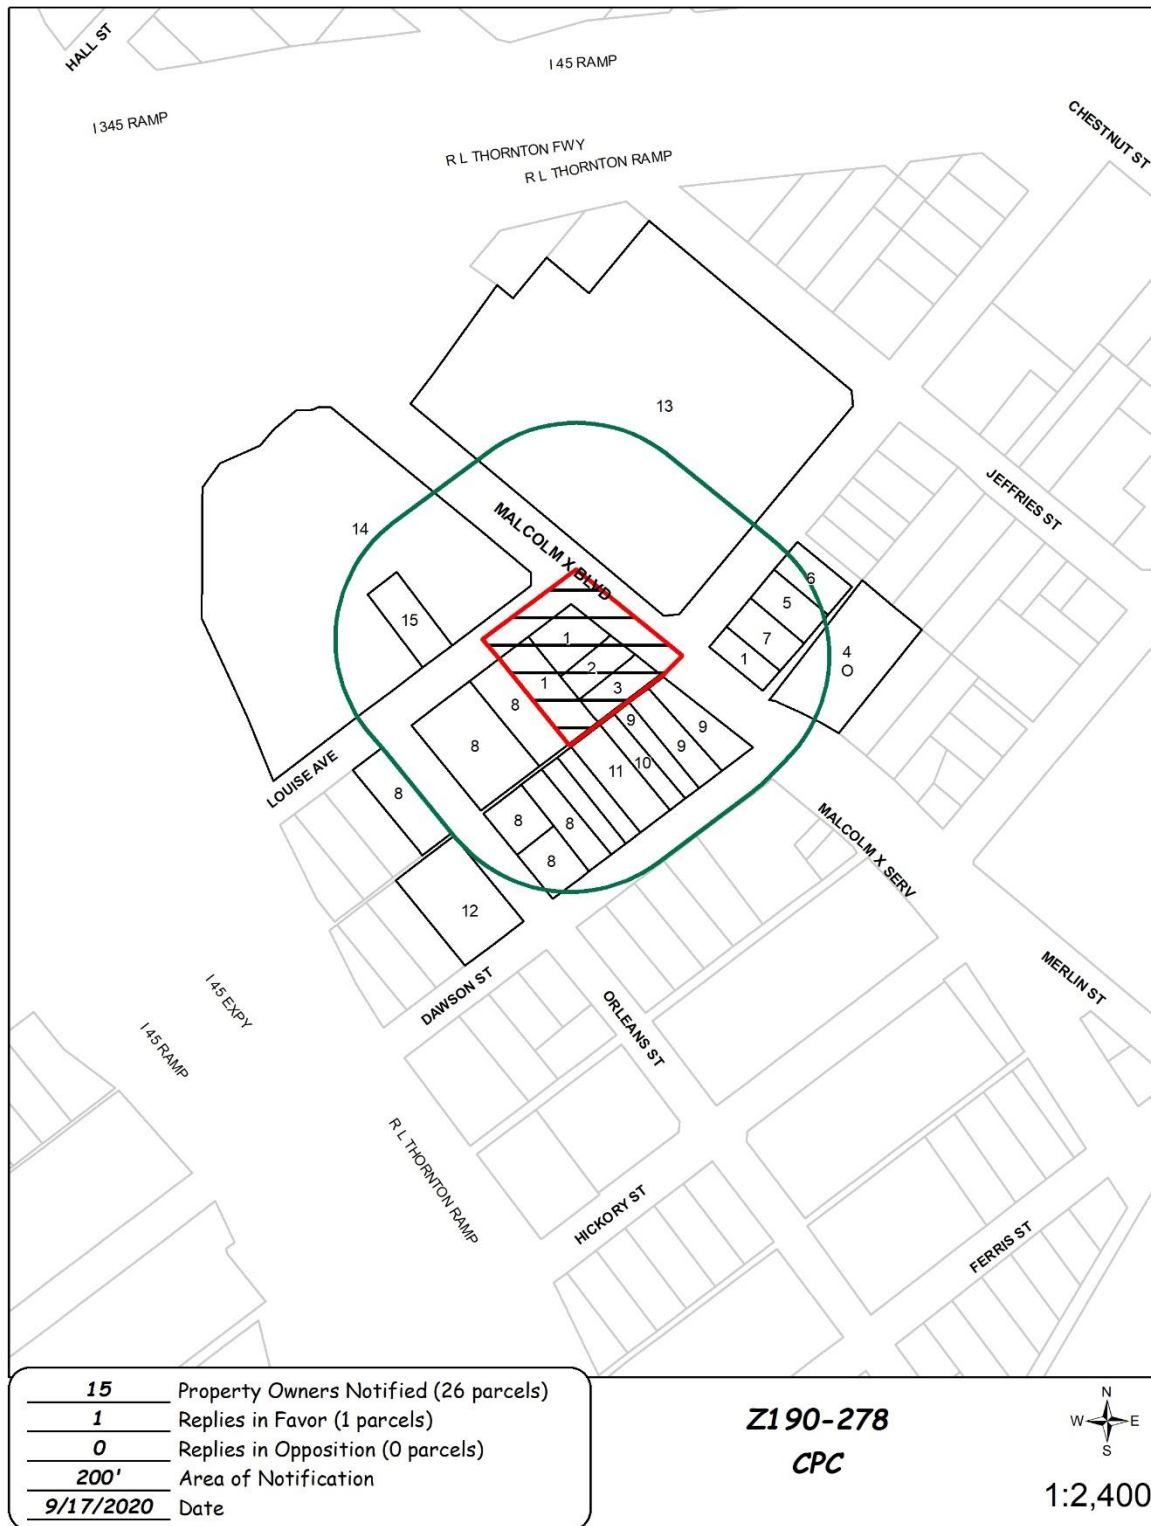 HALL ST
I 45 RAMP
I 345 RAMP
CHESTNUT ST
R L THORNTON FWY
R L THORNTON RAMP
13
JEFFRIES ST
MALCOLM X BLVD
14
6
5
15
7
1
1
4
O
2
1
3
8
9
9
8
9
10
11
LOUISE AVE
8
8
8
8
MALCOLM X SERV
12
DAWSON ST
MERLIN ST
I 45 EXPY
ORLEANS ST
I 45 RAMP
R L THORNTON RAMP
HICKORY ST
FERRIS ST
15 Property Owners Notified (26 parcels)
1 Replies in Favor (1 parcels)
0 Replies in Opposition (0 parcels)
200' Area of Notification
9/17/2020 Date
Z190-278
CPC
N
W E
S
1:2,400